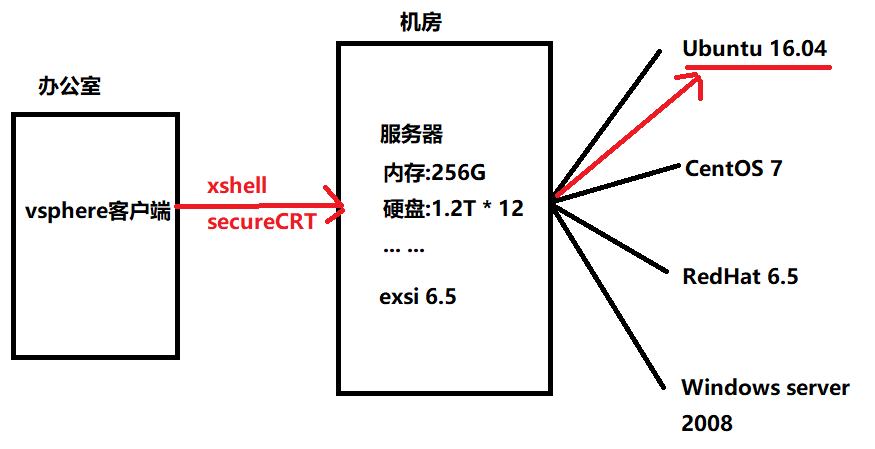 办公室
vsphere客户端
xshell
secureCRT
机房
服务器
内存:256G
硬盘:1.2T * 12
... ...
exsi 6.5
Ubuntu 16.04
CentOS 7
RedHat 6.5
Windows server
2008